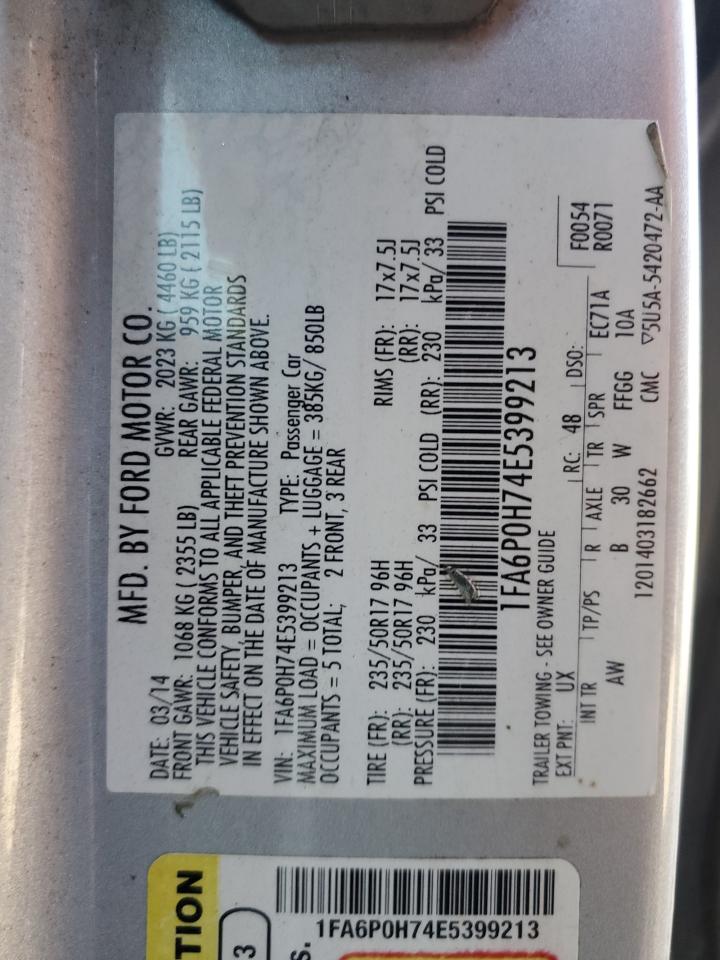 MFD. BY FORD MOTOR CO.
DATE: 03/14 GVWR: 2023 KG ( 4460 LB)
FRONT GAWR: 1068 KG ( 2355 LB) REAR GAWR: 959 KG ( 2115 LB)
THIS VEHICLE CONFORMS TO ALL APPLICABLE FEDERAL MOTOR
VEHICLE SAFETY, BUMPER, AND THEFT PREVENTION STANDARDS
IN EFFECT ON THE DATE OF MANUFACTURE SHOWN ABOVE.
VIN: 1FA6P0H74E5399213 TYPE: Passenger Car
MAXIMUM LOAD = OCCUPANTS + LUGGAGE = 385KG/ 850LB
OCCUPANTS = 5 TOTAL; 2 FRONT, 3 REAR
TIRE (FR): 235/50R17 96H RIMS (FR): 17x7.5J
(RR): 235/50R17 96H (RR): 17x7.5J
PRESSURE (FR): 230 kPa/ 33 PSI COLD (RR): 230 kPa/ 33 PSI COLD
1FA6P0H74E5399213
TRAILER TOWING - SEE OWNER GUIDE
EXT PNT: UX RC: 48 DSO: F0054
R0071
INT TR TP/PS R AXLE TR SPR EC71A
AW B 30 W FFGG 10A
1201403182662 CMC ▽5U5A-5420472-AA
TION
3
s.
1FA6P0H74E5399213